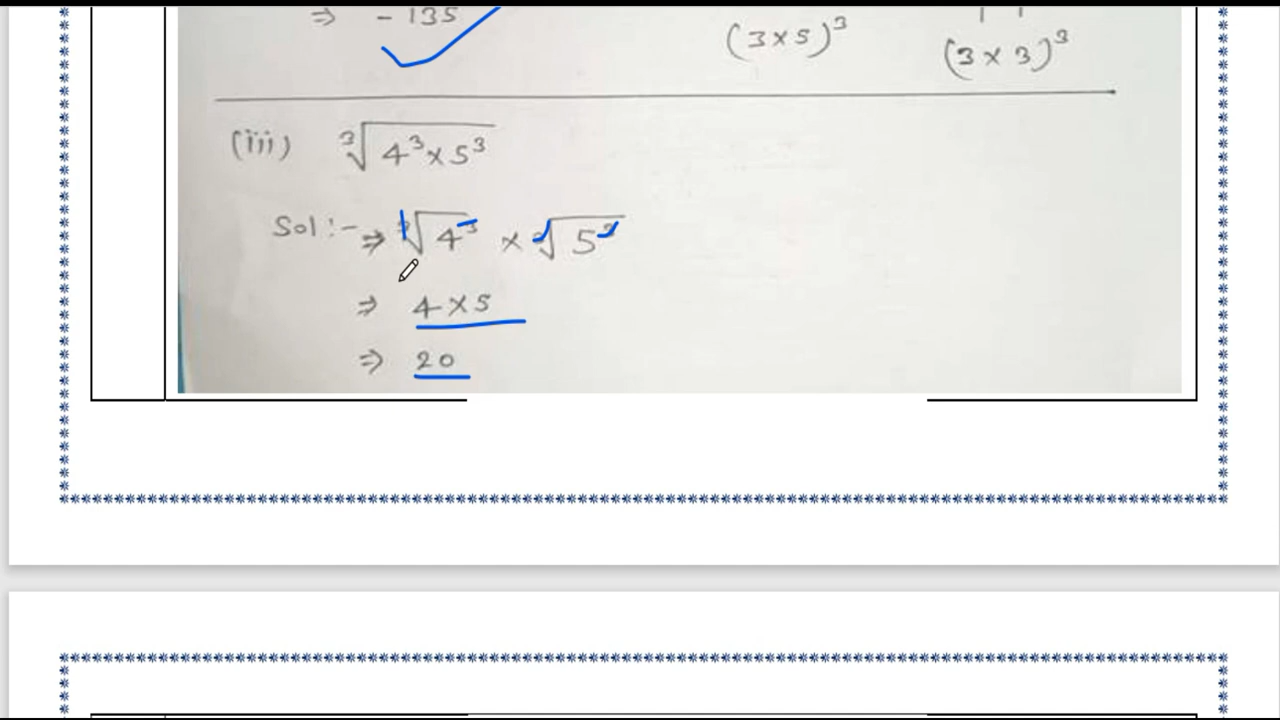 ⇒ - 135
(3×5)³
(3 × 3)³
(iii) ∛(4³×5³)
Sol:- ⇒ ∛4³ × ∛5³
⇒ 4×5
⇒ 20